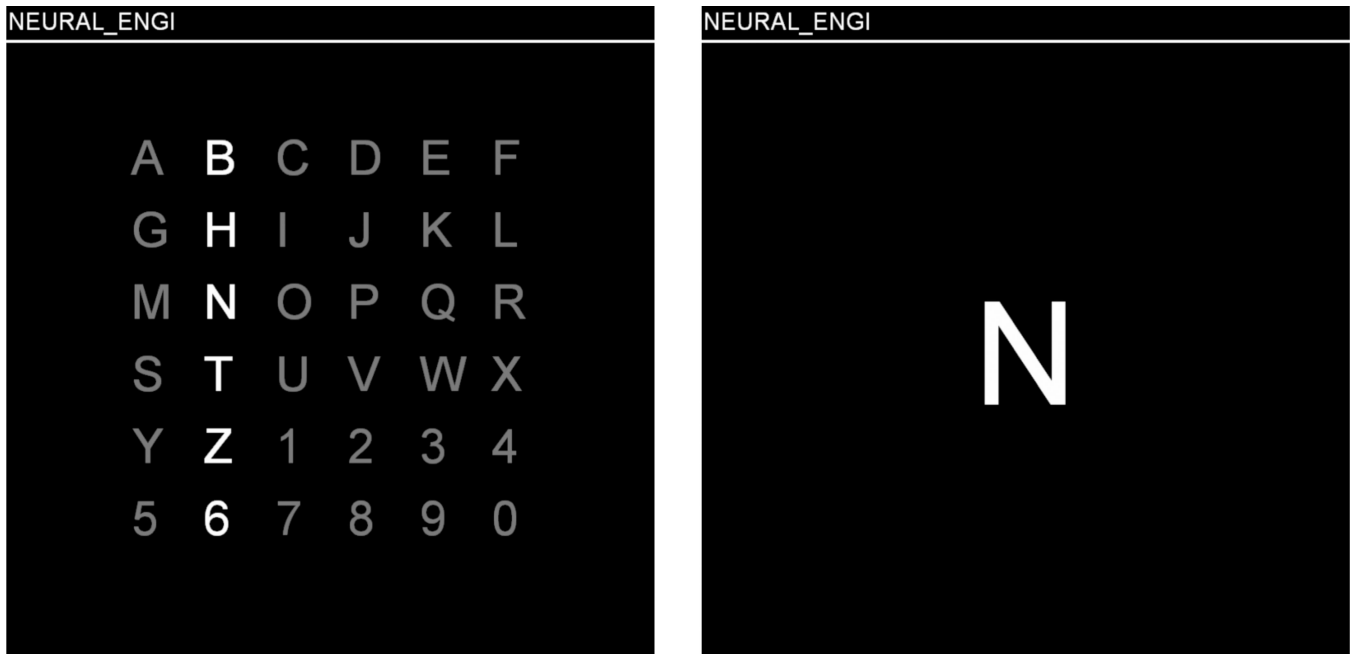 NEURAL_ENGI
A B C D E F
G H I J K L
M N O P Q R
S T U V W X
Y Z 1 2 3 4
5 6 7 8 9 0
NEURAL_ENGI
N